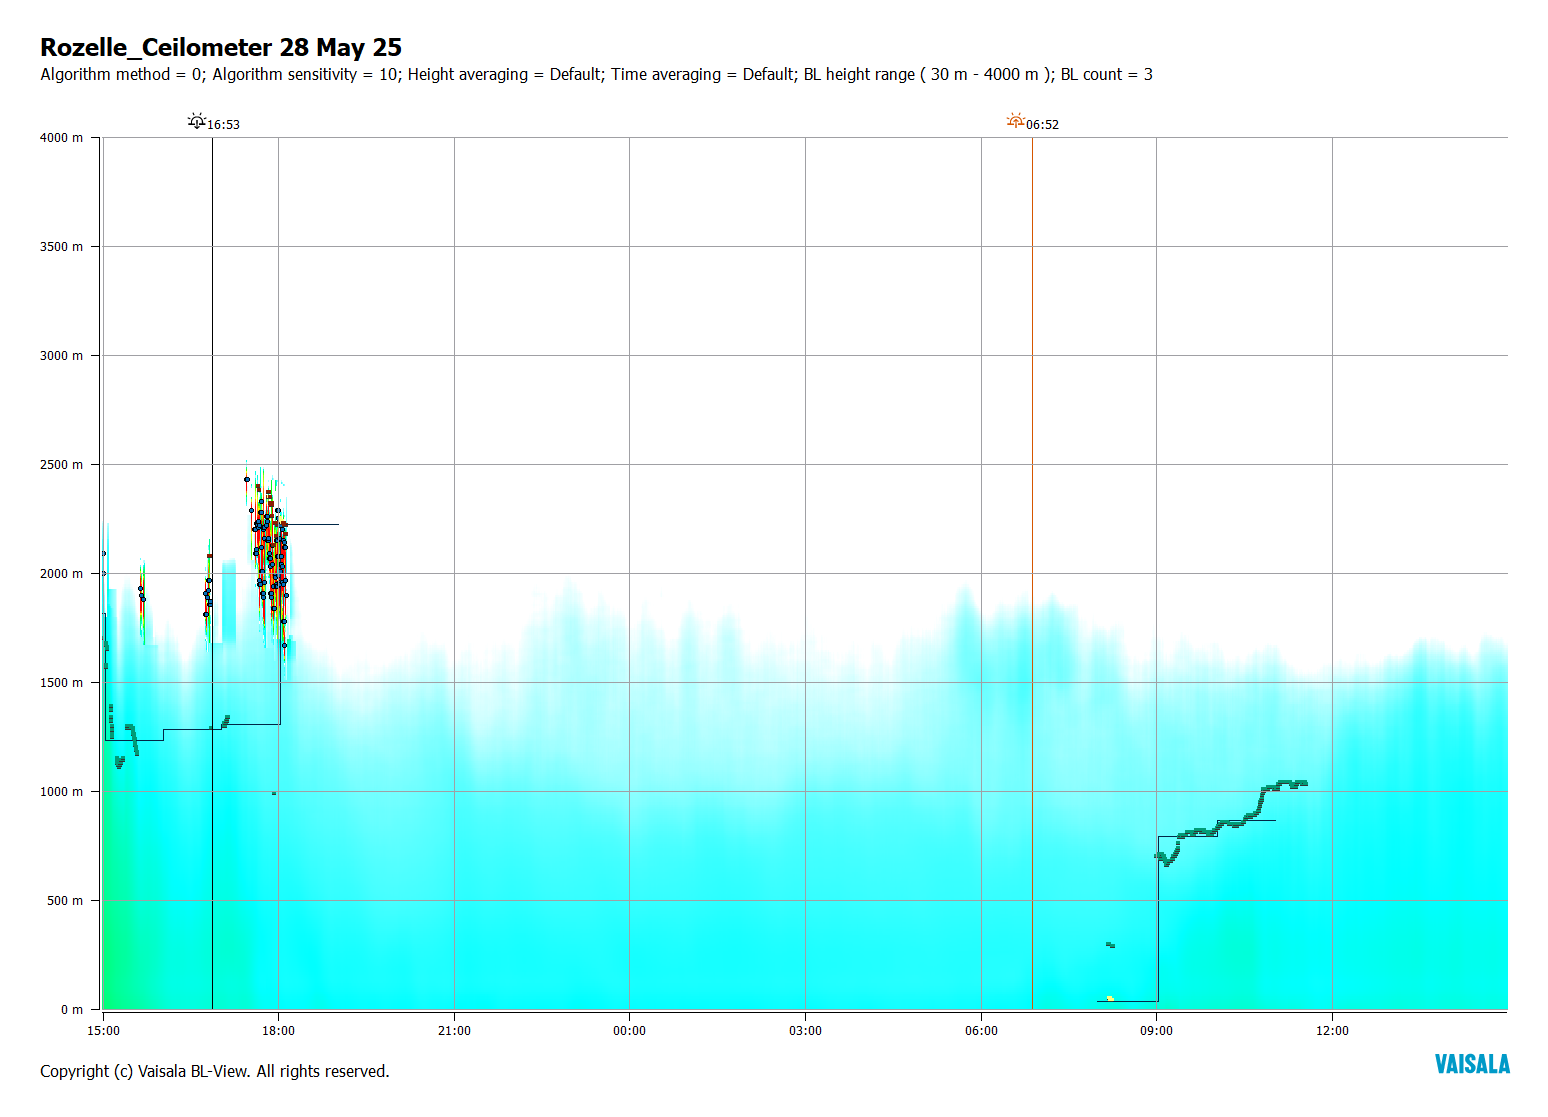 Rozelle_Ceilometer 28 May 25
Algorithm method = 0; Algorithm sensitivity = 10; Height averaging = Default; Time averaging = Default; BL height range ( 30 m - 4000 m ); BL count = 3
16:53
06:52
4000 m
3500 m
3000 m
2500 m
2000 m
1500 m
1000 m
500 m
0 m
15:00
18:00
21:00
00:00
03:00
06:00
09:00
12:00
Copyright (c) Vaisala BL-View. All rights reserved.
VAISALA